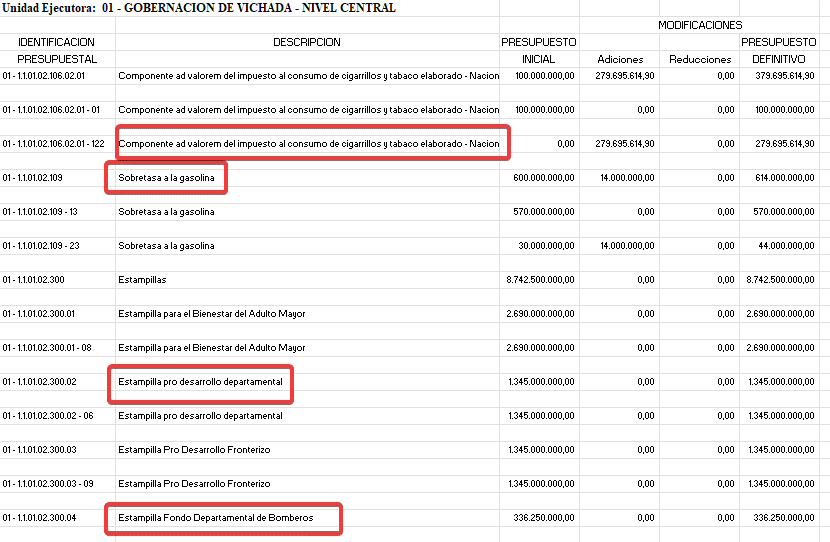 Unidad Ejecutora: 01 - GOBERNACION DE VICHADA - NIVEL CENTRAL
MODIFICACIONES
IDENTIFICACION DESCRIPCION PRESUPUESTO PRESUPUESTO
PRESUPUESTAL INICIAL Adiciones Reducciones DEFINITIVO
01 - 1.1.01.02.106.02.01 Componente ad valorem del impuesto al consumo de cigarrillos y tabaco elaborado - Nacion 100.000.000,00 279.695.614,90 0,00 379.695.614,90
01 - 1.1.01.02.106.02.01 - 01 Componente ad valorem del impuesto al consumo de cigarrillos y tabaco elaborado - Nacion 100.000.000,00 0,00 0,00 100.000.000,00
01 - 1.1.01.02.106.02.01 - 122 Componente ad valorem del impuesto al consumo de cigarrillos y tabaco elaborado - Nacion 0,00 279.695.614,90 0,00 279.695.614,90
01 - 1.1.01.02.109 Sobretasa a la gasolina 600.000.000,00 14.000.000,00 0,00 614.000.000,00
01 - 1.1.01.02.109 - 13 Sobretasa a la gasolina 570.000.000,00 0,00 0,00 570.000.000,00
01 - 1.1.01.02.109 - 23 Sobretasa a la gasolina 30.000.000,00 14.000.000,00 0,00 44.000.000,00
01 - 1.1.01.02.300 Estampillas 8.742.500.000,00 0,00 0,00 8.742.500.000,00
01 - 1.1.01.02.300.01 Estampilla para el Bienestar del Adulto Mayor 2.690.000.000,00 0,00 0,00 2.690.000.000,00
01 - 1.1.01.02.300.01 - 08 Estampilla para el Bienestar del Adulto Mayor 2.690.000.000,00 0,00 0,00 2.690.000.000,00
01 - 1.1.01.02.300.02 Estampilla pro desarrollo departamental 1.345.000.000,00 0,00 0,00 1.345.000.000,00
01 - 1.1.01.02.300.02 - 06 Estampilla pro desarrollo departamental 1.345.000.000,00 0,00 0,00 1.345.000.000,00
01 - 1.1.01.02.300.03 Estampilla Pro Desarrollo Fronterizo 1.345.000.000,00 0,00 0,00 1.345.000.000,00
01 - 1.1.01.02.300.03 - 09 Estampilla Pro Desarrollo Fronterizo 1.345.000.000,00 0,00 0,00 1.345.000.000,00
01 - 1.1.01.02.300.04 Estampilla Fondo Departamental de Bomberos 336.250.000,00 0,00 0,00 336.250.000,00